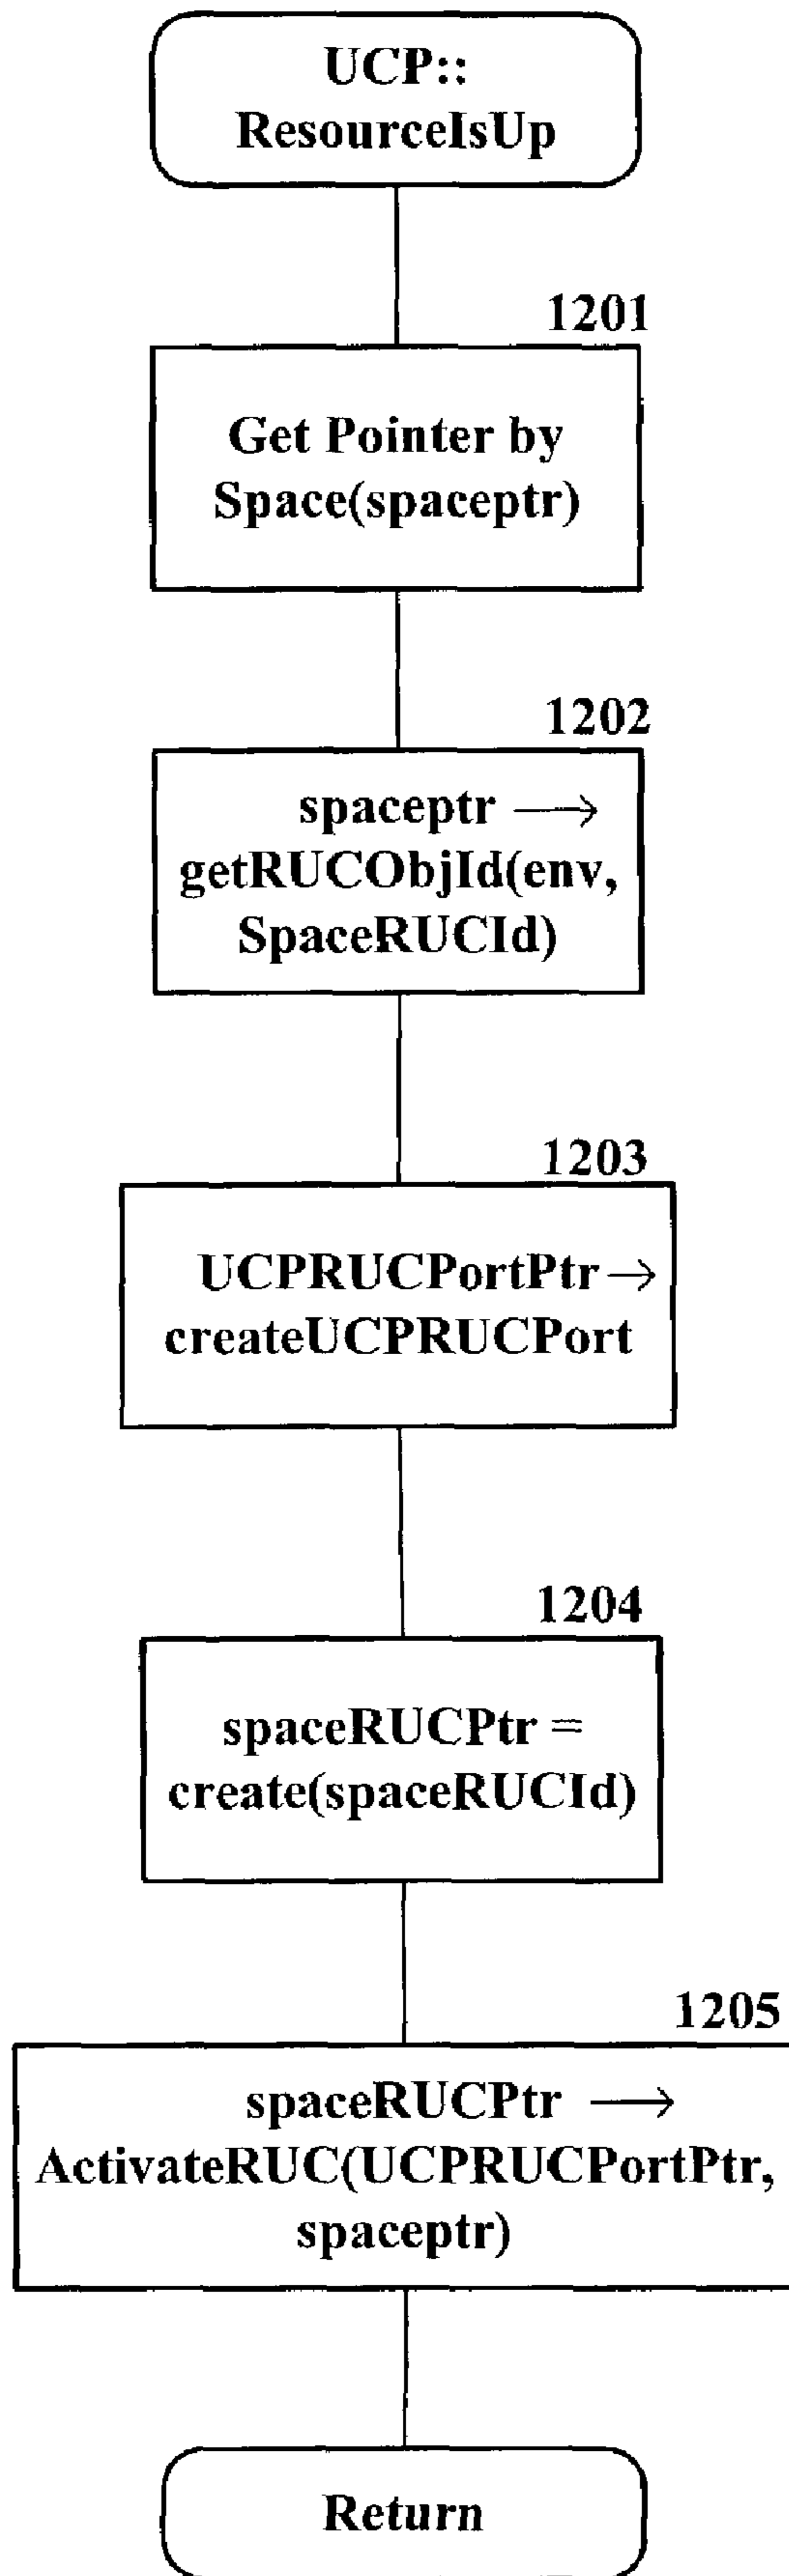 UCP::
ResourceIsUp
1201
Get Pointer by
Space(spaceptr)
1202
spaceptr →
getRUCObjId(env,
SpaceRUCId)
1203
UCPRUCPortPtr→
createUCPRUCPort
1204
spaceRUCPtr =
create(spaceRUCId)
1205
spaceRUCPtr →
ActivateRUC(UCPRUCPortPtr,
spaceptr)
Return